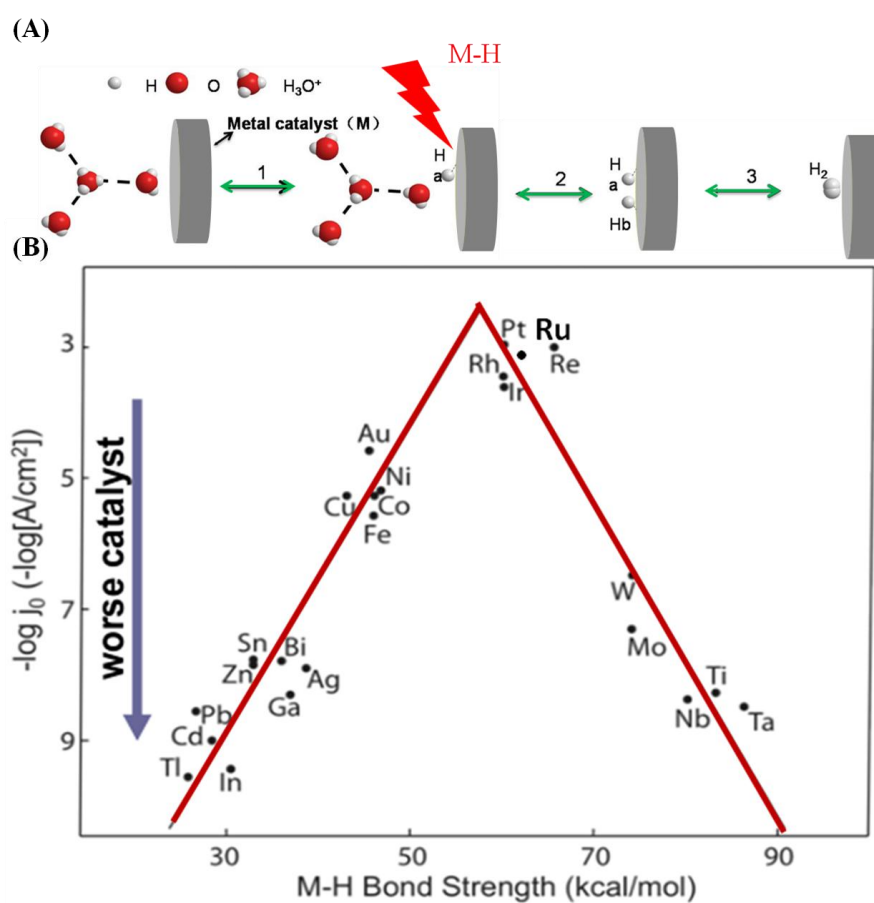 (A)
M-H
H O H₃O⁺
Metal catalyst（M）
1
H
a
2
H
a
Hb
3
H₂
(B)
-log j₀ (-log[A/cm²])
worse catalyst
3
5
7
9
Pt Ru
Rh Re
Ir
Au
Ni
Cu Co
Fe
W
Mo
Sn Bi
Zn Ag
Ti
Ga
Nb Ta
Pb
Cd
Tl In
30 50 70 90
M-H Bond Strength (kcal/mol)